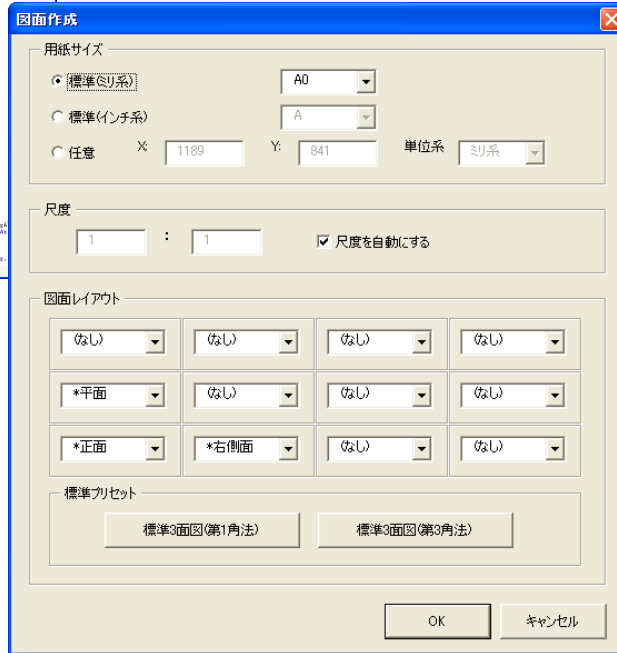 図面作成
用紙サイズ
標準(ミリ系) A0
標準(インチ系) A
任意 X: 1189 Y: 841 単位系 ミリ系
尺度
1 : 1 尺度を自動にする
図面レイアウト
(なし) (なし) (なし) (なし)
*平面 (なし) (なし) (なし)
*正面 *右側面 (なし) (なし)
標準プリセット
標準3面図(第1角法) 標準3面図(第3角法)
OK キャンセル